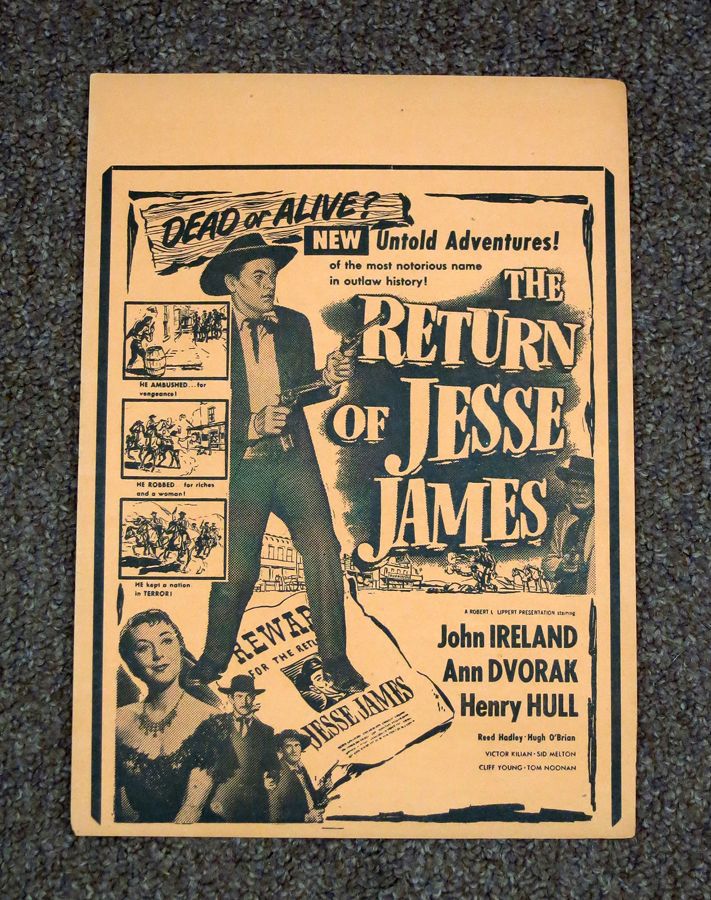 DEAD or ALIVE?
NEW Untold Adventures!
of the most notorious name
in outlaw history!
THE
RETURN
OF JESSE
JAMES
HE AMBUSHED...for
vengeance!
HE ROBBED for riches
and a woman!
HE kept a nation
in TERROR!
REWAR
FOR THE RETU
JESSE JAMES
A ROBERT L LIPPERT PRESENTATION starring
John IRELAND
Ann DVORAK
Henry HULL
Reed Hadley · Hugh O'Brian
VICTOR KILIAN · SID MELTON
CLIFF YOUNG · TOM NOONAN